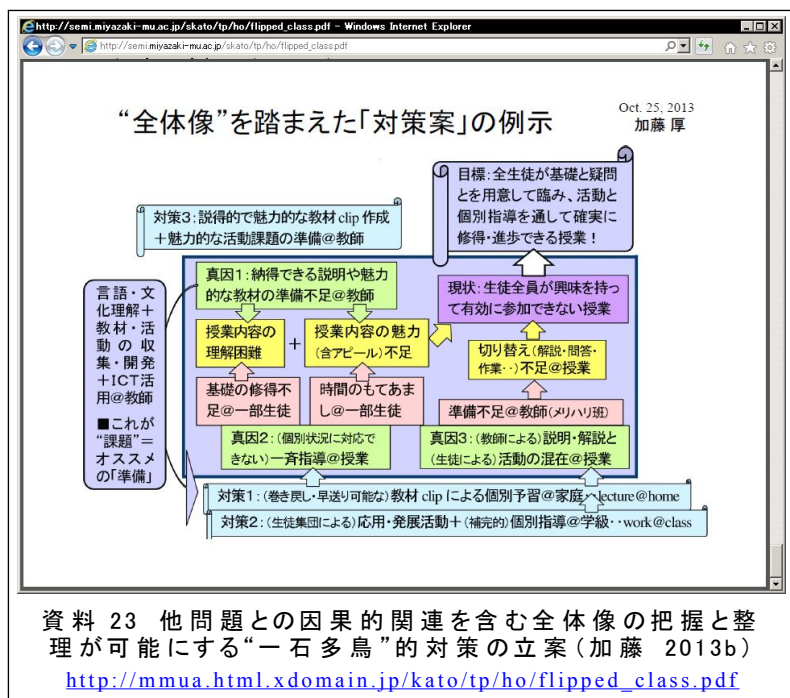 http://semi.miyazaki-mu.ac.jp/skato/tp/ho/flipped_class.pdf - Windows Internet Explorer
http://semi.miyazaki-mu.ac.jp/skato/tp/ho/flipped_class.pdf
“全体像”を踏まえた「対策案」の例示
Oct. 25, 2013
加藤 厚
目標:全生徒が基礎と疑問
とを用意して臨み、活動と
個別指導を通して確実に
修得・進歩できる授業！
対策3:説得的で魅力的な教材 clip 作成
＋魅力的な活動課題の準備@教師
言語・文
化理解＋
教材・活
動の収
集・開発
＋ICT活
用@教師
■これが
“課題”＝
オススメ
の「準備」
真因1:納得できる説明や魅力
的な教材の準備不足@教師
現状:生徒全員が興味を持っ
て有効に参加できない授業
授業内容の
理解困難
+
授業内容の魅力
(含アピール)不足
切り替え(解説・問答・
作業‥)不足@授業
基礎の修得不
足@一部生徒
時間のもてあま
し@一部生徒
準備不足@教師(メリハリ班)
真因2:(個別状況に対応で
きない)一斉指導@授業
真因3:(教師による)説明・解説と
(生徒による)活動の混在@授業
対策1:(巻き戻し・早送り可能な)教材 clip による個別予習@家庭‥lecture@home
対策2:(生徒集団による)応用・発展活動＋(補完的)個別指導@学級‥work@class
資料 23 他問題との因果的関連を含む全体像の把握と整
理が可能にする“一石多鳥”的対策の立案(加藤 2013b)
http://mmua.html.xdomain.jp/kato/tp/ho/flipped_class.pdf